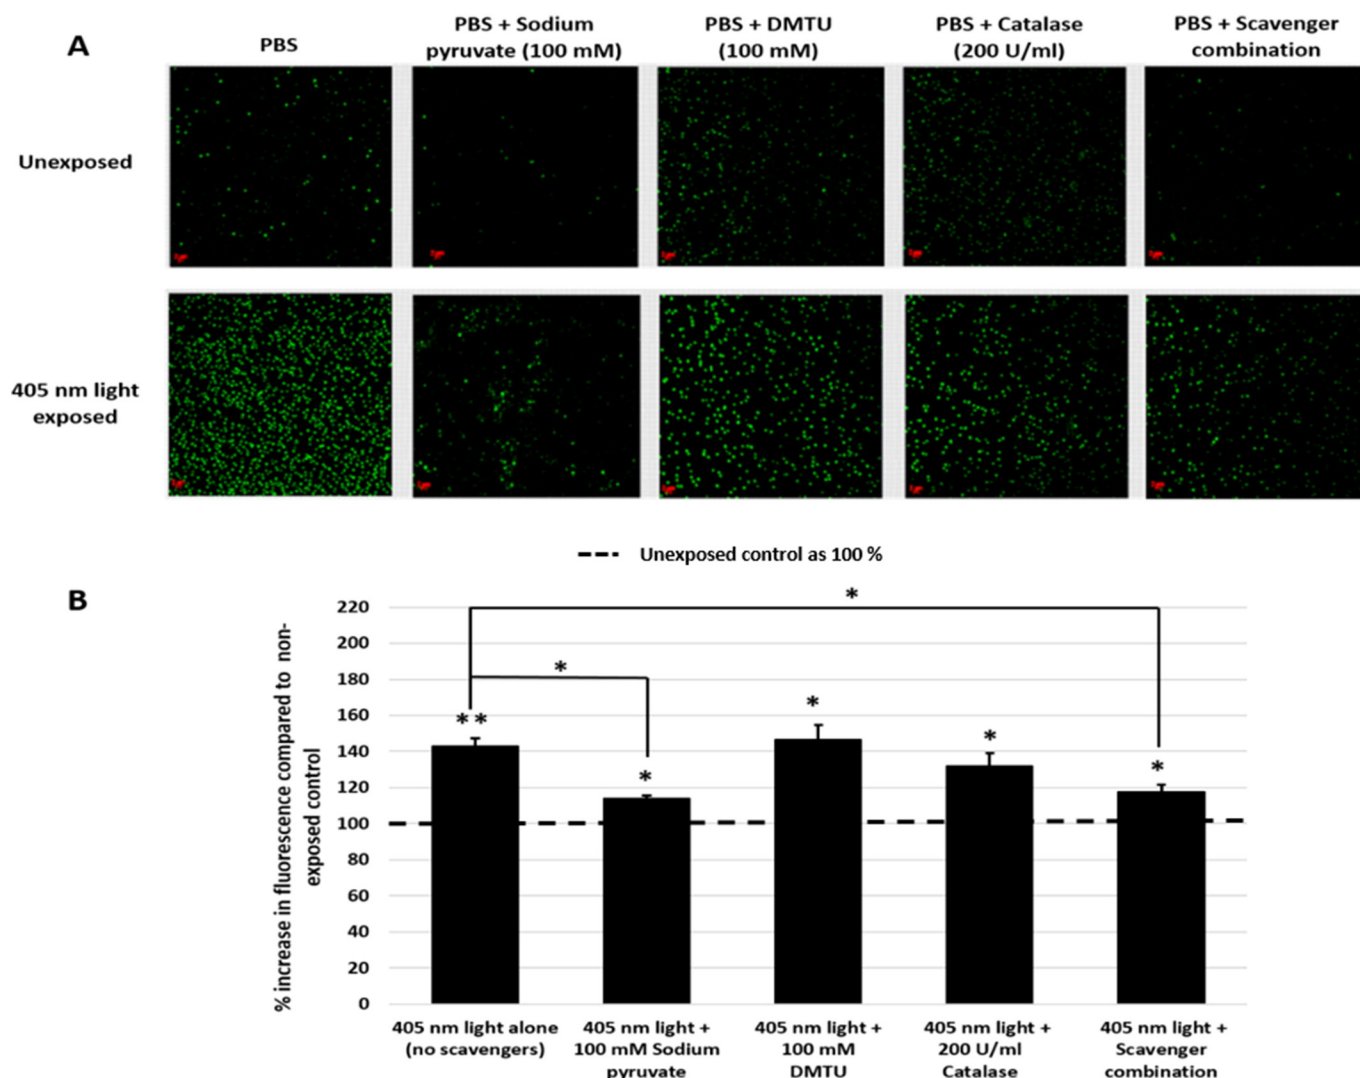 A
PBS
PBS + Sodium
pyruvate (100 mM)
PBS + DMTU
(100 mM)
PBS + Catalase
(200 U/ml)
PBS + Scavenger
combination
Unexposed
405 nm light
exposed
Unexposed control as 100 %
B
% increase in fluorescence compared to non-
exposed control
220
200
180
160
140
120
100
80
60
40
20
0
*
*
**
*
*
*
*
405 nm light alone
(no scavengers)
405 nm light +
100 mM Sodium
pyruvate
405 nm light +
100 mM
DMTU
405 nm light +
200 U/ml
Catalase
405 nm light +
Scavenger
combination